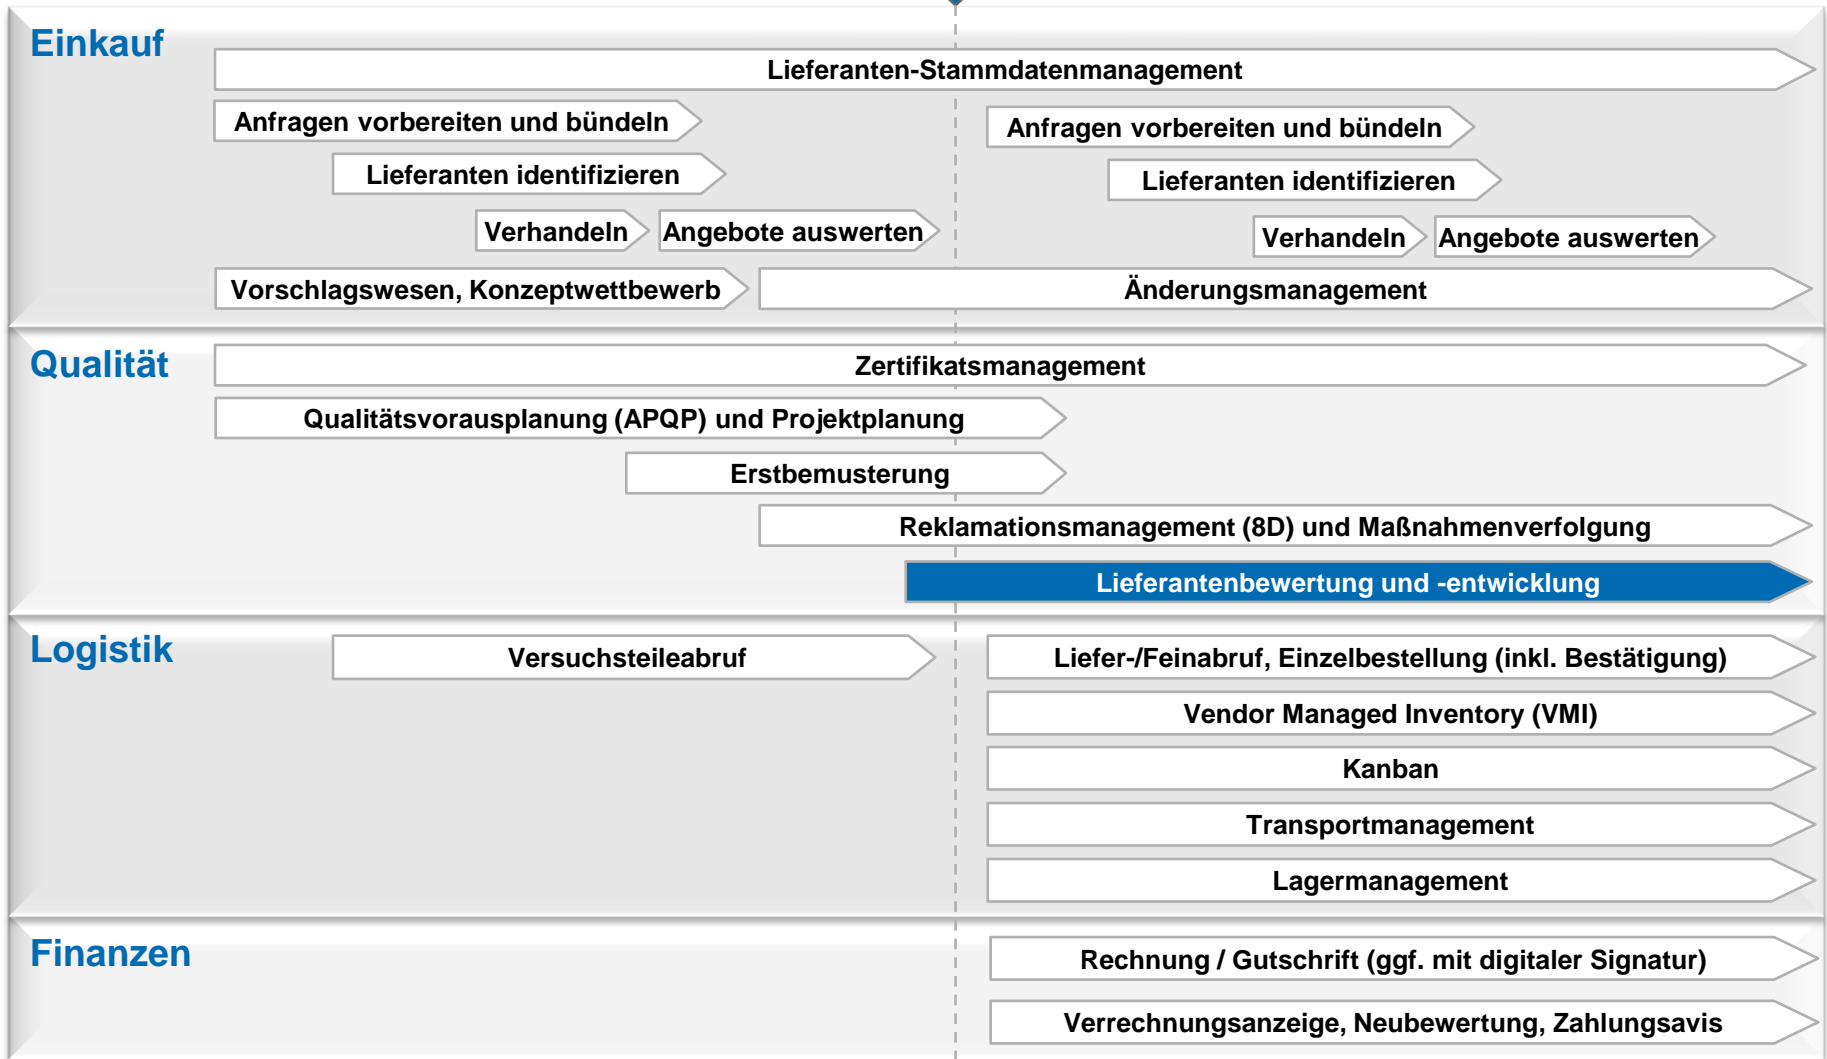 Einkauf
Lieferanten-Stammdatenmanagement
Anfragen vorbereiten und bündeln
Anfragen vorbereiten und bündeln
Lieferanten identifizieren
Lieferanten identifizieren
Verhandeln
Angebote auswerten
Verhandeln
Angebote auswerten
Vorschlagswesen, Konzeptwettbewerb
Änderungsmanagement
Qualität
Zertifikatsmanagement
Qualitätsvorausplanung (APQP) und Projektplanung
Erstbemusterung
Reklamationsmanagement (8D) und Maßnahmenverfolgung
Lieferantenbewertung und -entwicklung
Logistik
Versuchsteileabruf
Liefer-/Feinabruf, Einzelbestellung (inkl. Bestätigung)
Vendor Managed Inventory (VMI)
Kanban
Transportmanagement
Lagermanagement
Finanzen
Rechnung / Gutschrift (ggf. mit digitaler Signatur)
Verrechnungsanzeige, Neubewertung, Zahlungsavis